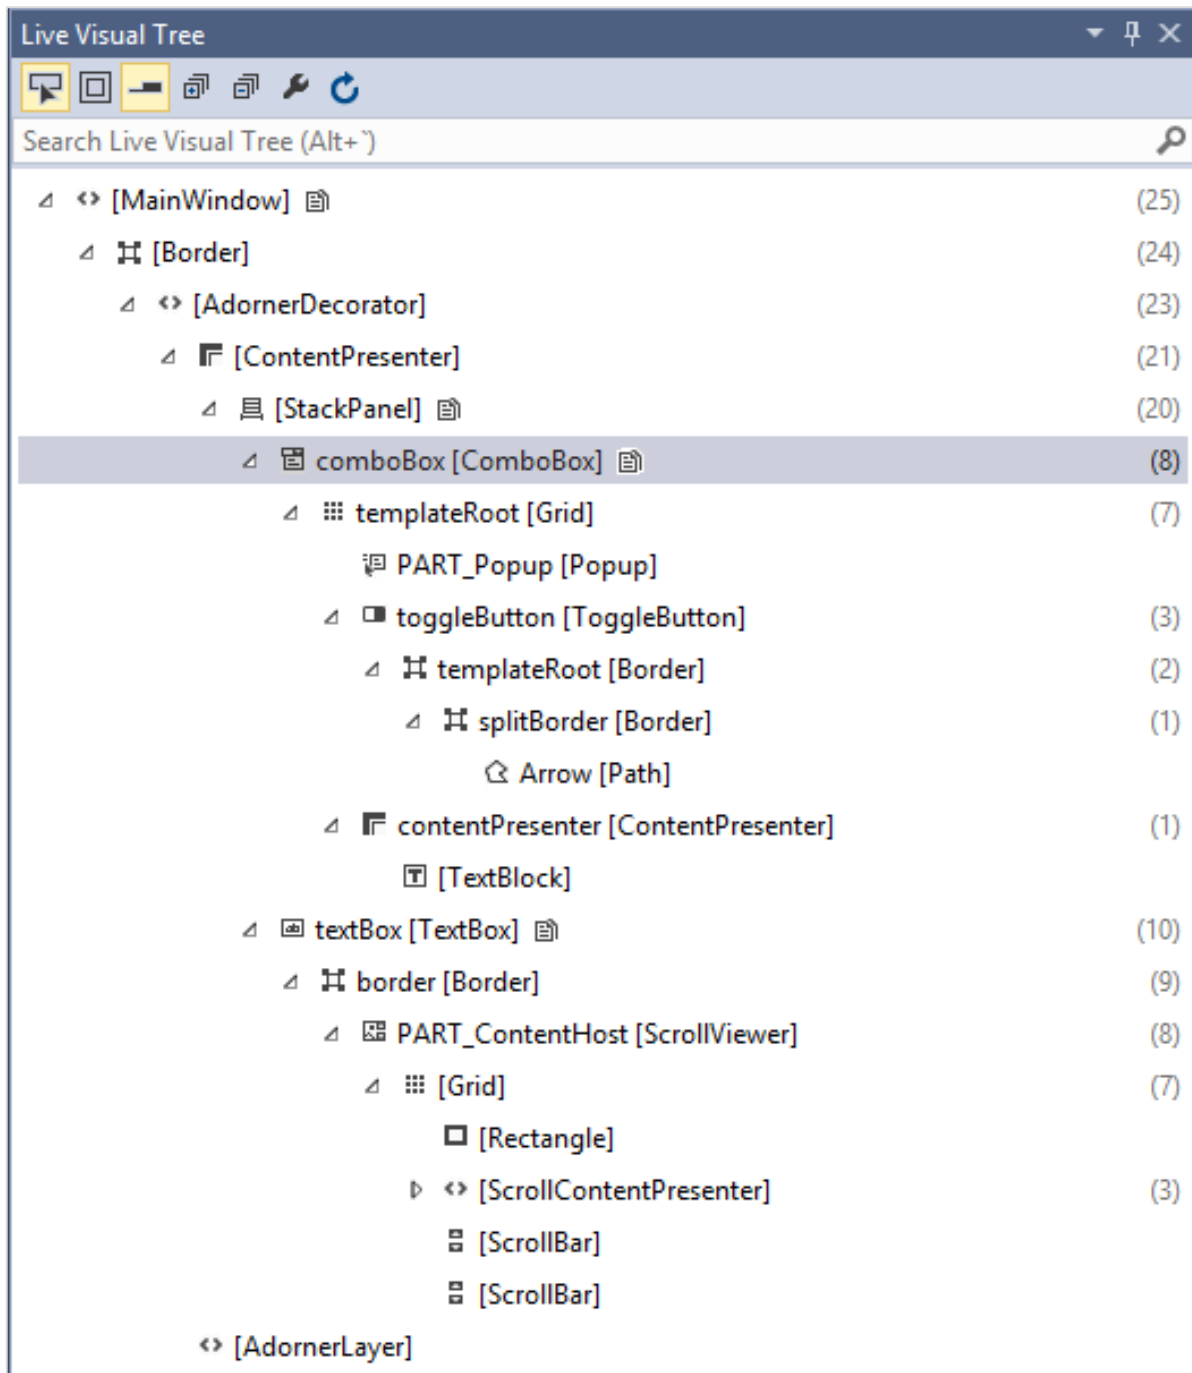 Live Visual Tree
Search Live Visual Tree (Alt+`)
[MainWindow] (25)
[Border] (24)
[AdornerDecorator] (23)
[ContentPresenter] (21)
[StackPanel] (20)
comboBox [ComboBox] (8)
templateRoot [Grid] (7)
PART_Popup [Popup]
toggleButton [ToggleButton] (3)
templateRoot [Border] (2)
splitBorder [Border] (1)
Arrow [Path]
contentPresenter [ContentPresenter] (1)
[TextBlock]
textBox [TextBox] (10)
border [Border] (9)
PART_ContentHost [ScrollViewer] (8)
[Grid] (7)
[Rectangle]
[ScrollContentPresenter] (3)
[ScrollBar]
[ScrollBar]
[AdornerLayer]